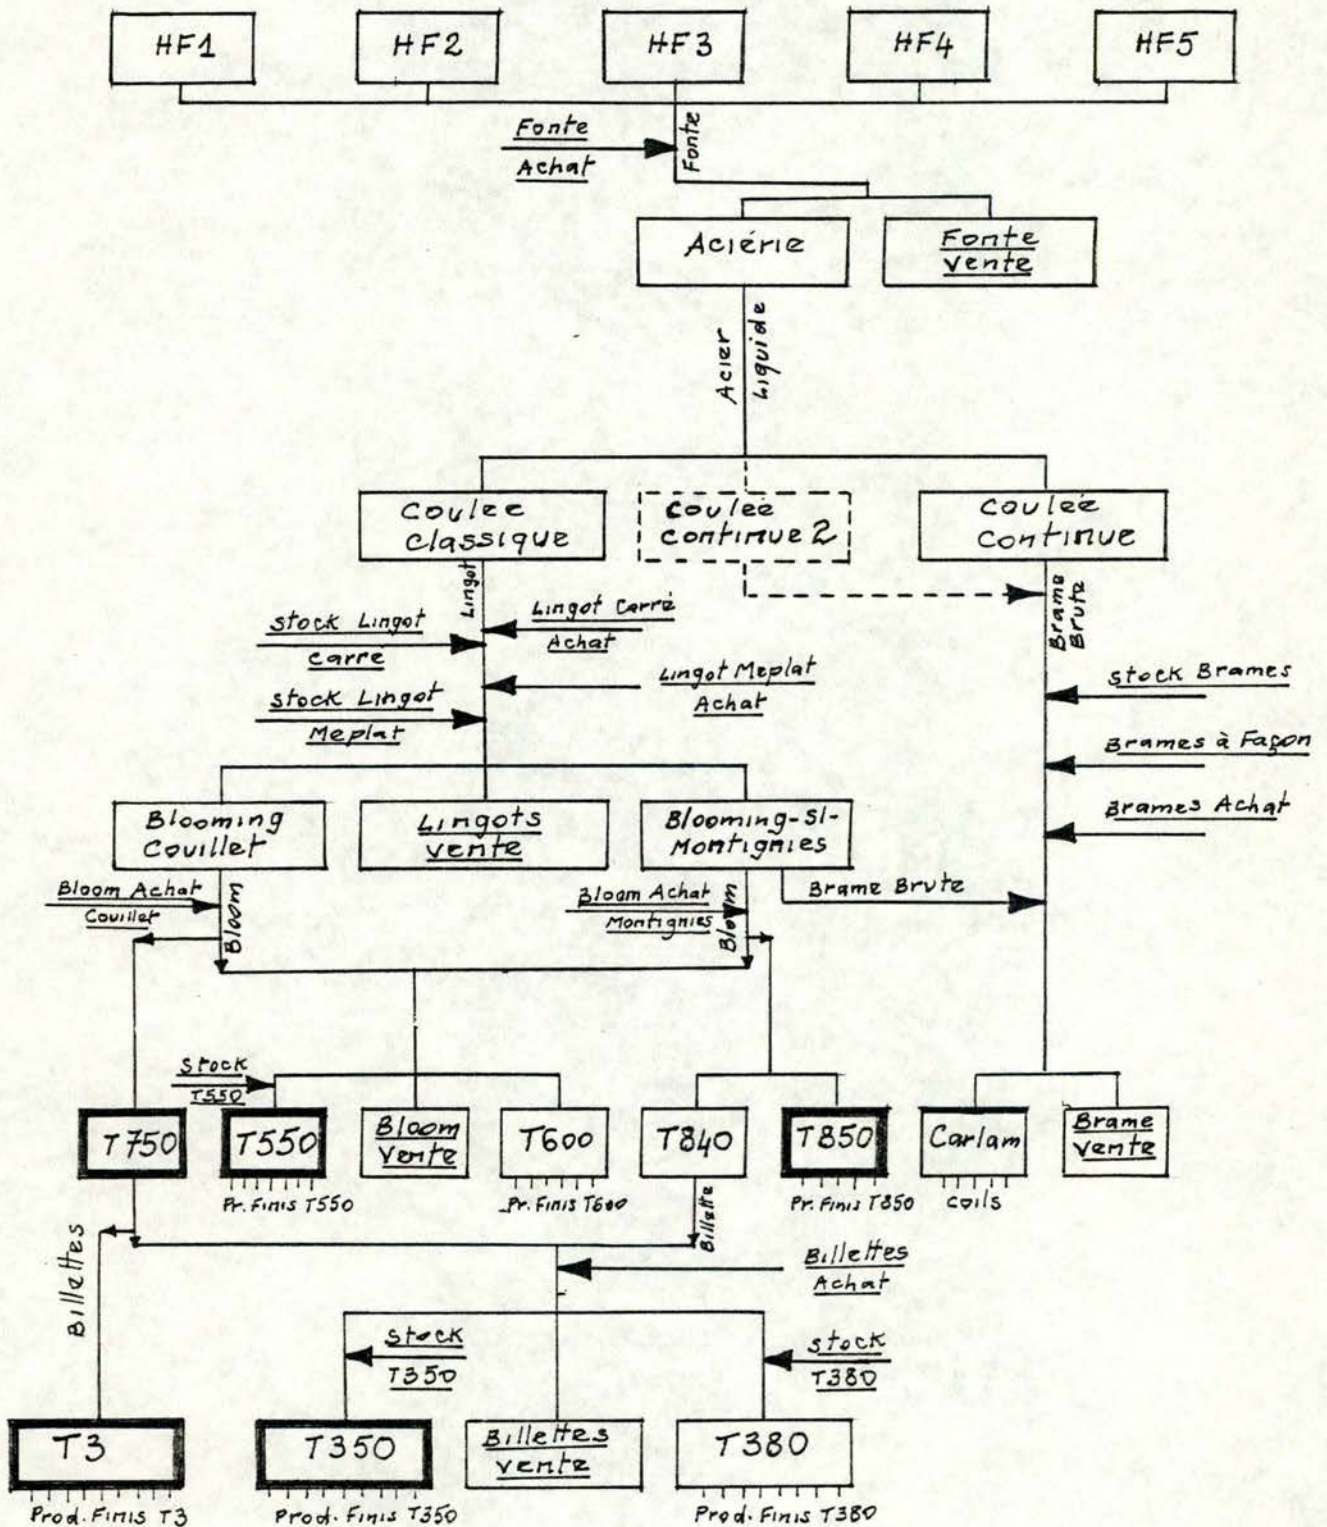 HF1
HF2
HF3
HF4
HF5
Fonte
Achat
Fonte
Aciérie
Fonte
vente
Acier
Liquide
Coulee
Classique
Coulée
Continue 2
Coulée
Continue
Lingot
Brame
Brute
Stock Lingot
Carré
Lingot Carré
Achat
Lingot Meplat
Achat
Stock Lingot
Meplat
Stock Brames
Brames à Façon
Brames Achat
Blooming
Couillet
Lingots
vente
Blooming-Sl-
Montignies
Bloom Achat
Couillet
Bloom
Bloom Achat
Montignies
Bloom
Brame Brute
Stock
T550
T750
T550
Bloom
Vente
T600
T840
T850
Carlam
Brame
vente
Pr. Finis T550
Pr. Finis T600
Pr. Finis T850
coils
Billettes
Billette
Billettes
Achat
Stock
T350
Stock
T380
T3
T350
Billettes
vente
T380
Prod. Finis T3
Prod. Finis T350
Prod. Finis T380